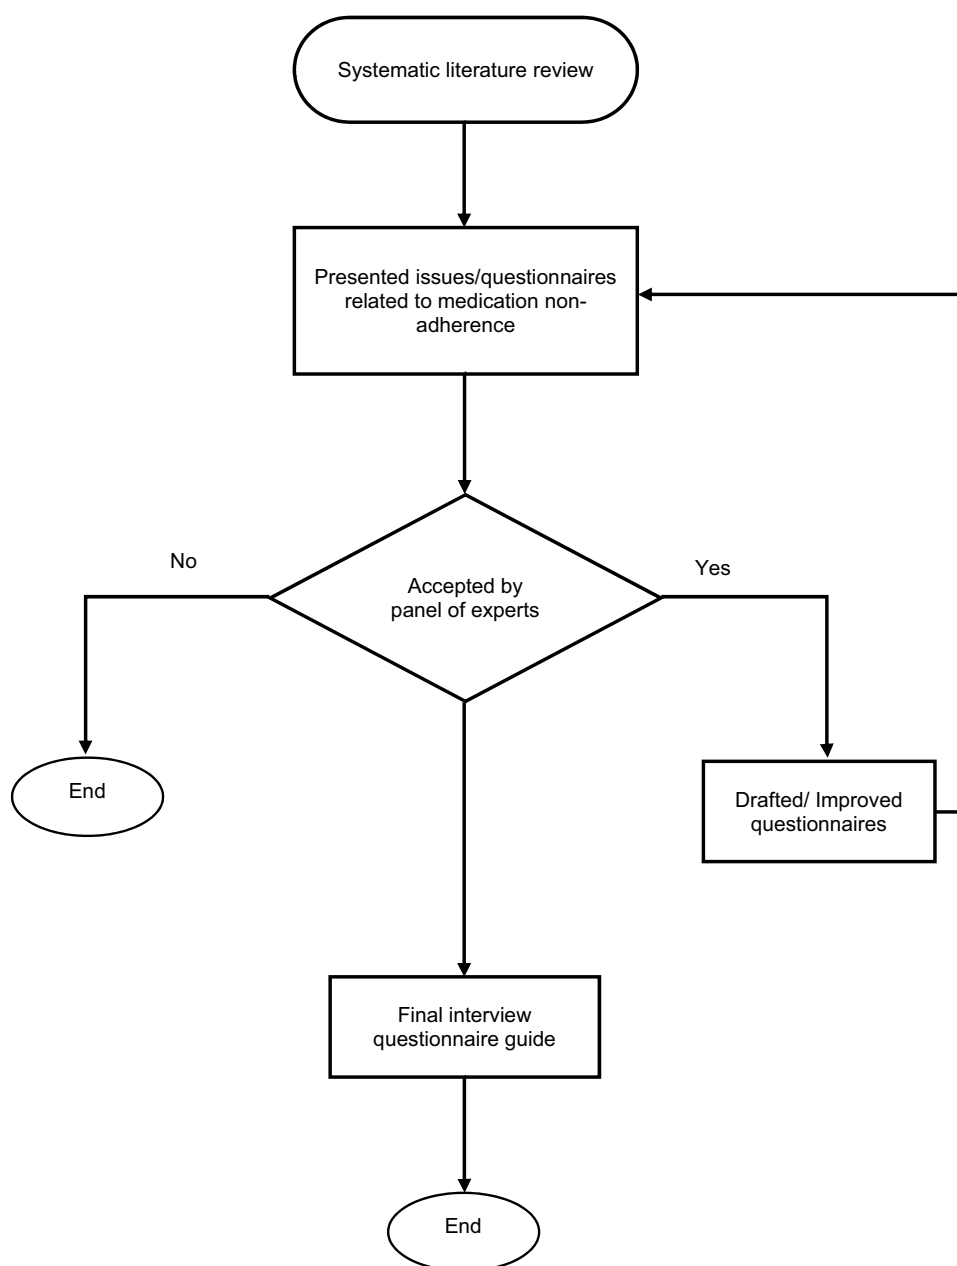 Systematic literature review
Presented issues/questionnaires
related to medication non-
adherence
No
Accepted by
panel of experts
Yes
End
Drafted/ Improved
questionnaires
Final interview
questionnaire guide
End